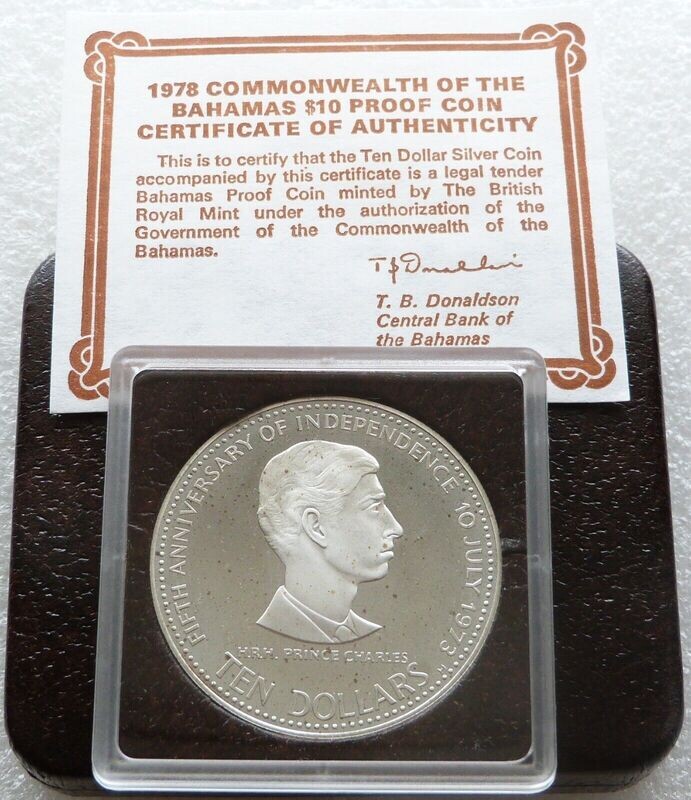 1978 COMMONWEALTH OF THE
BAHAMAS $10 PROOF COIN
CERTIFICATE OF AUTHENTICITY
This is to certify that the Ten Dollar Silver Coin
accompanied by this certificate is a legal tender
Bahamas Proof Coin minted by The British
Royal Mint under the authorization of the
Government of the Commonwealth of the
Bahamas.
T B Donaldson
T. B. Donaldson
Central Bank of
the Bahamas
FIFTH ANNIVERSARY OF INDEPENDENCE 10 JULY 1973
H.R.H. PRINCE CHARLES
TEN DOLLARS